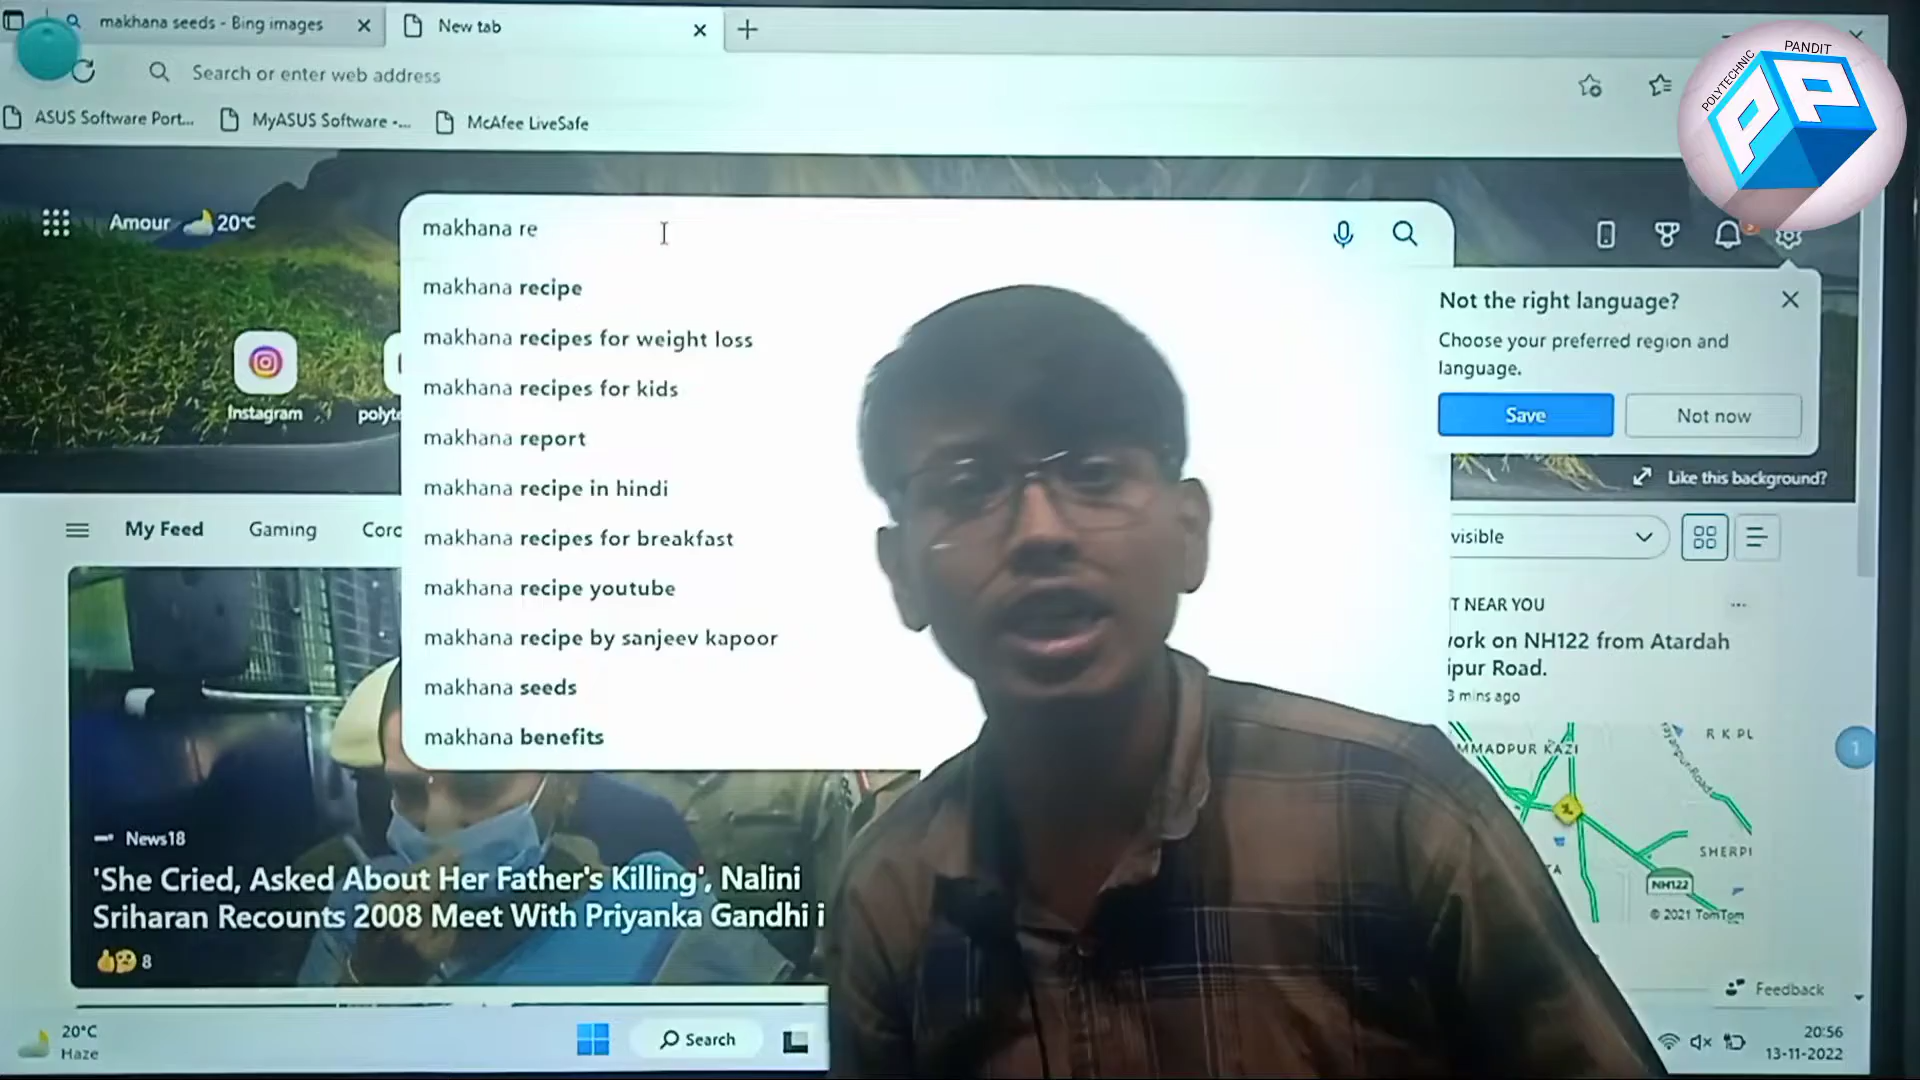 makhana seeds - Bing images
New tab
Search or enter web address
ASUS Software Port...
MyASUS Software -...
McAfee LiveSafe
POLYTECHNIC PANDIT
PP
Amour 20°C
makhana re
makhana recipe
makhana recipes for weight loss
makhana recipes for kids
makhana report
makhana recipe in hindi
makhana recipes for breakfast
makhana recipe youtube
makhana recipe by sanjeev kapoor
makhana seeds
makhana benefits
Not the right language?
Choose your preferred region and
language.
Save
Not now
Like this background?
Instagram
polyte
My Feed
Gaming
Coro
visible
T NEAR YOU
work on NH122 from Atardah
ipur Road.
3 mins ago
MMADPUR KAZI
R K PL
SHERPI
NH122
© 2021 TomTom
1
News18
'She Cried, Asked About Her Father's Killing', Nalini
Sriharan Recounts 2008 Meet With Priyanka Gandhi i
8
Feedback
20°C
Haze
Search
20:56
13-11-2022